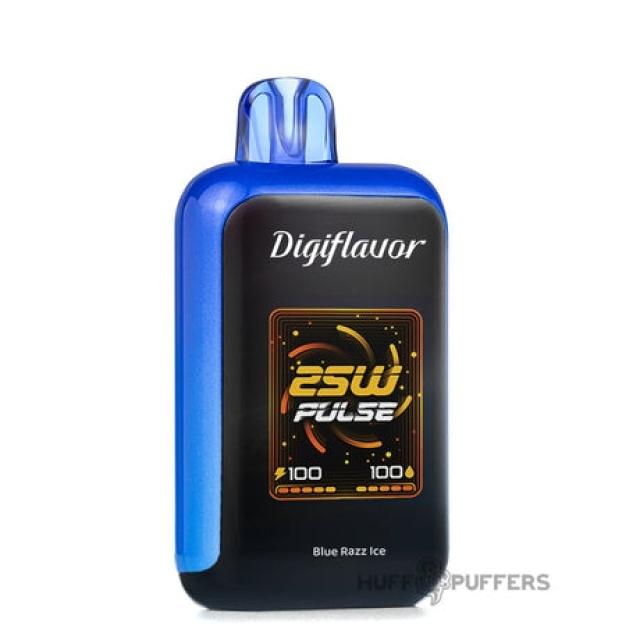 Digiflavor
25W
PULSE
100 100
Blue Razz Ice
HUFF PUFFERS